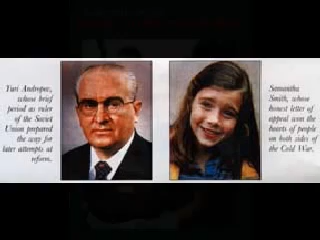 Yuri Andropov,
whose brief
period as ruler
of the Soviet
Union prepared
the way for
later attempts at
reform.
Samantha
Smith, whose
honest letter of
appeal won the
hearts of people
on both sides of
the Cold War.